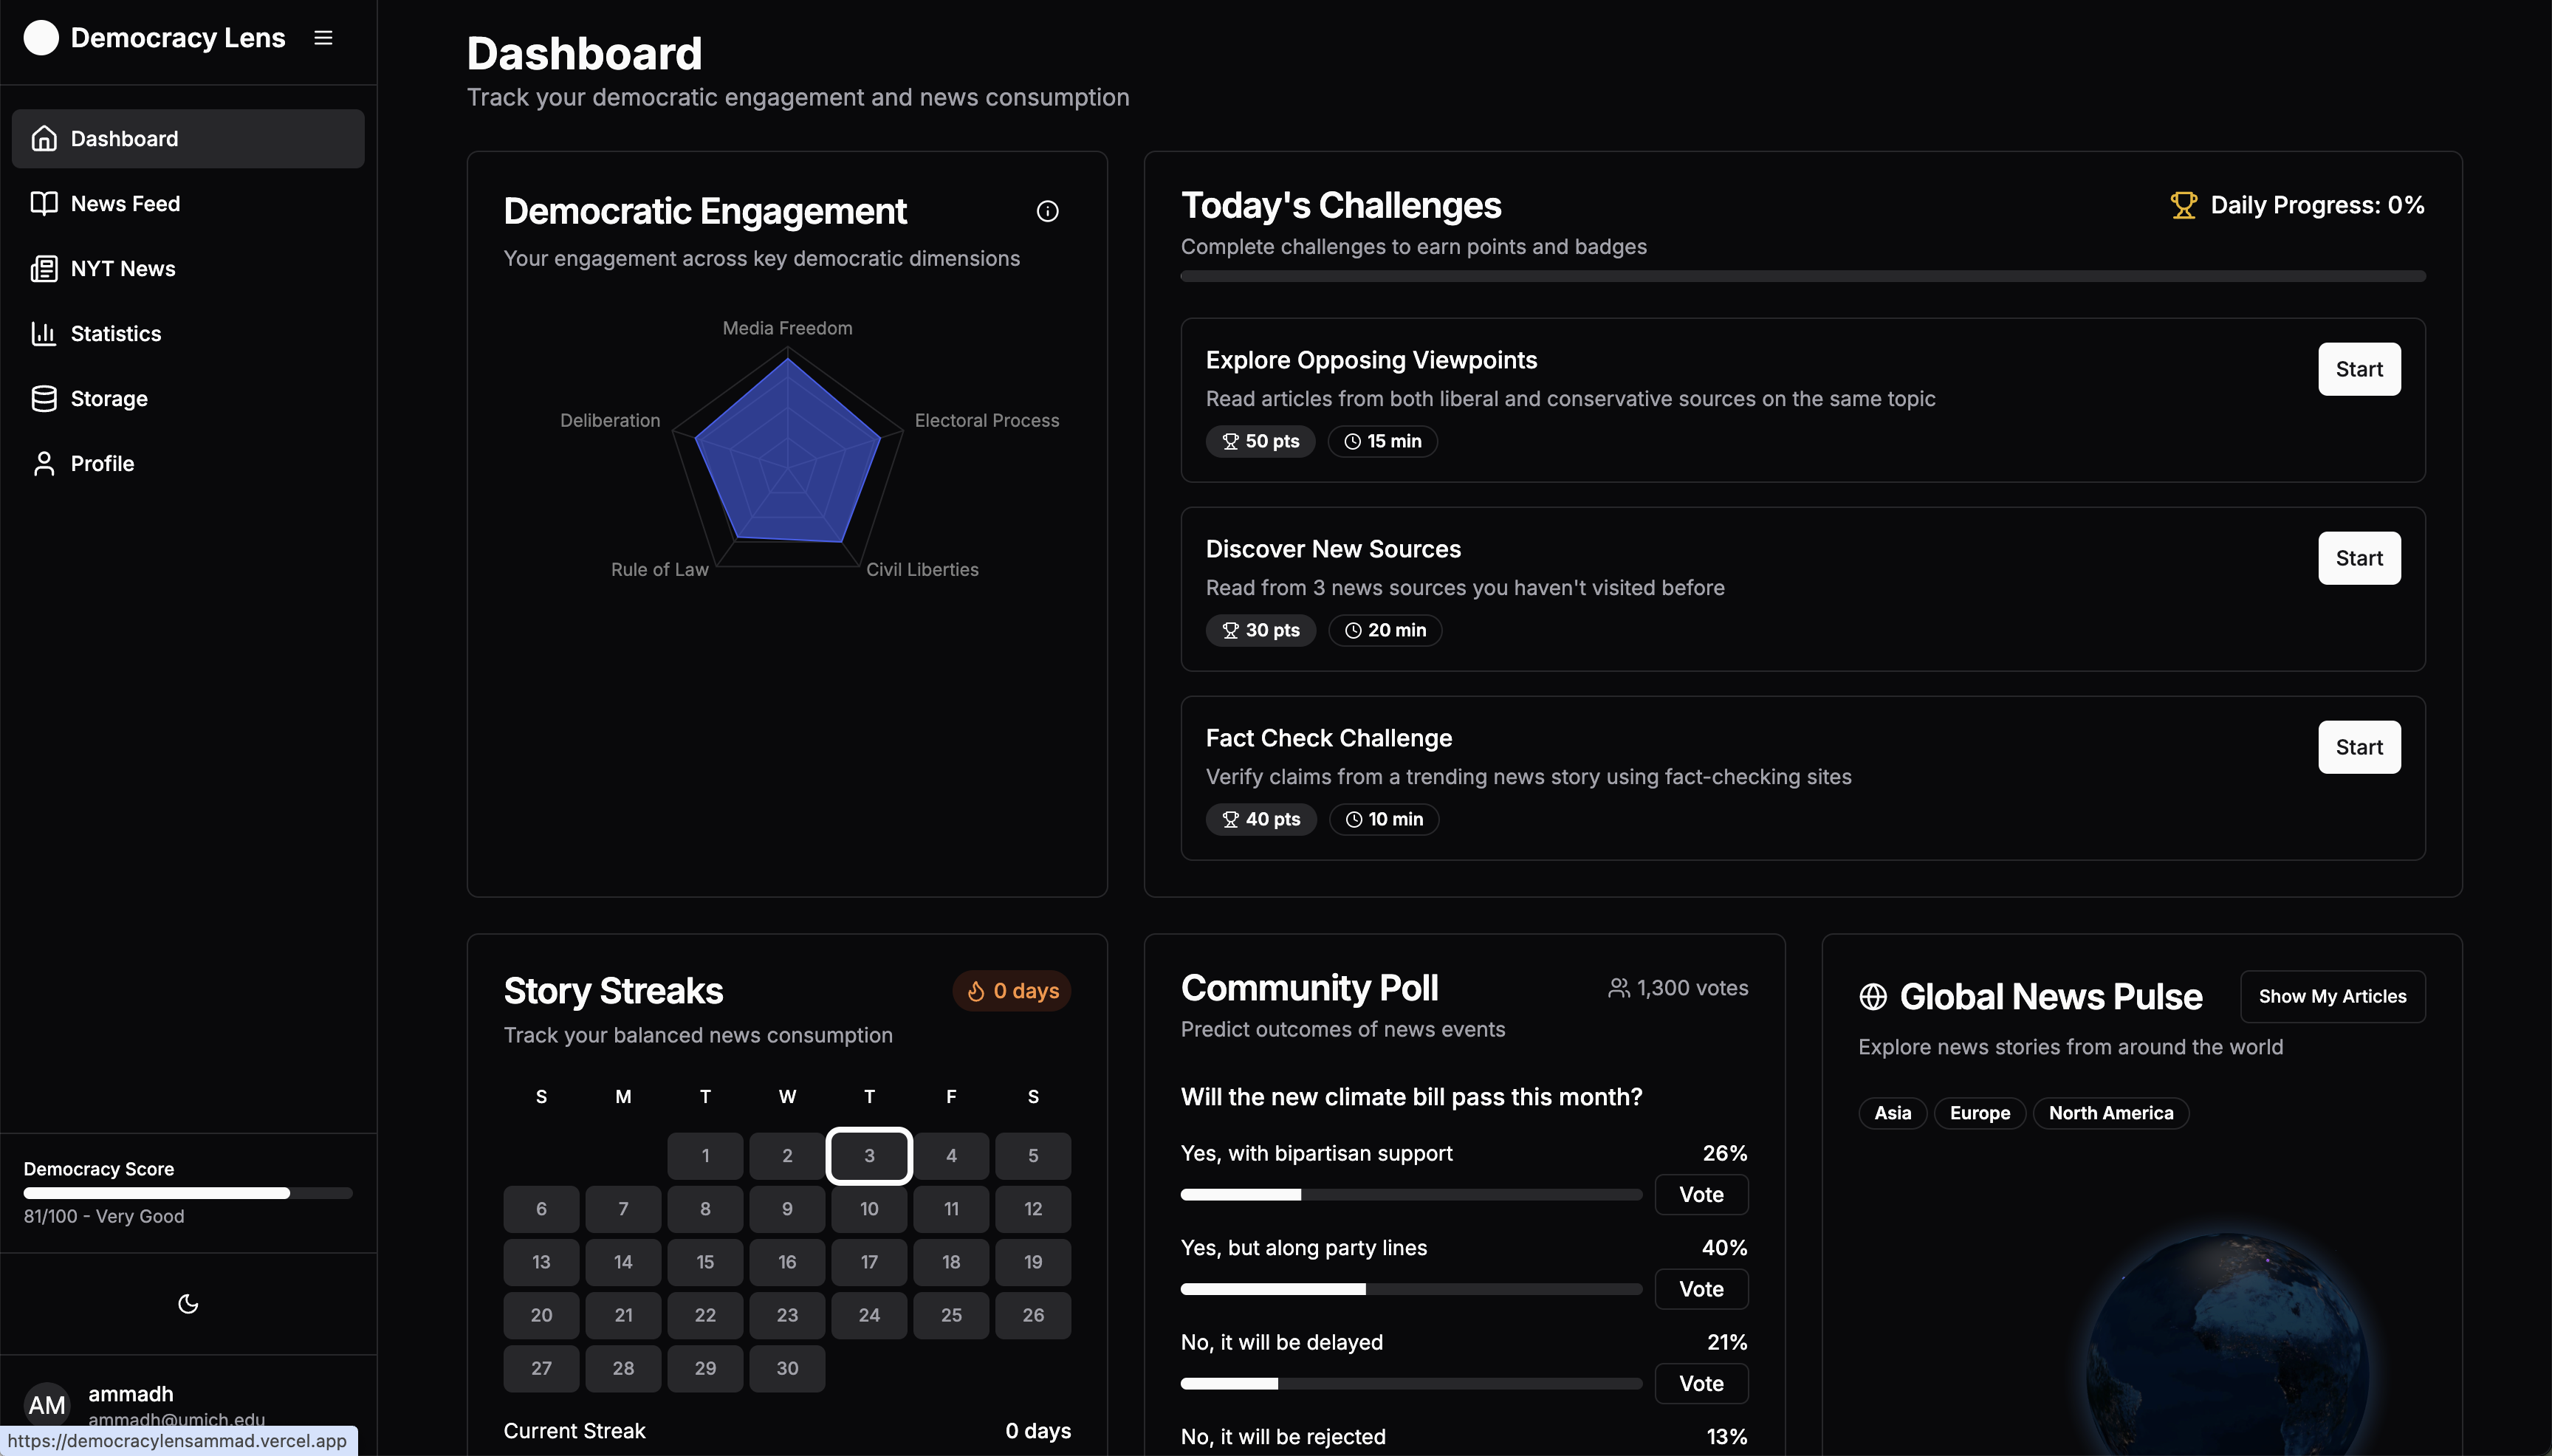 Democracy Lens
Dashboard
News Feed
NYT News
Statistics
Storage
Profile
Democracy Score
81/100 - Very Good
AM
ammadh
ammadh@umich.edu
https://democracylensammad.vercel.app
Dashboard
Track your democratic engagement and news consumption
Democratic Engagement
Your engagement across key democratic dimensions
Media Freedom
Deliberation
Electoral Process
Rule of Law
Civil Liberties
Today's Challenges
Daily Progress: 0%
Complete challenges to earn points and badges
Explore Opposing Viewpoints
Start
Read articles from both liberal and conservative sources on the same topic
50 pts 15 min
Discover New Sources
Start
Read from 3 news sources you haven't visited before
30 pts 20 min
Fact Check Challenge
Start
Verify claims from a trending news story using fact-checking sites
40 pts 10 min
Story Streaks
0 days
Track your balanced news consumption
S M T W T F S
1 2 3 4 5
6 7 8 9 10 11 12
13 14 15 16 17 18 19
20 21 22 23 24 25 26
27 28 29 30
Current Streak 0 days
Community Poll
1,300 votes
Predict outcomes of news events
Will the new climate bill pass this month?
Yes, with bipartisan support 26%
Vote
Yes, but along party lines 40%
Vote
No, it will be delayed 21%
Vote
No, it will be rejected 13%
Global News Pulse
Show My Articles
Explore news stories from around the world
Asia Europe North America